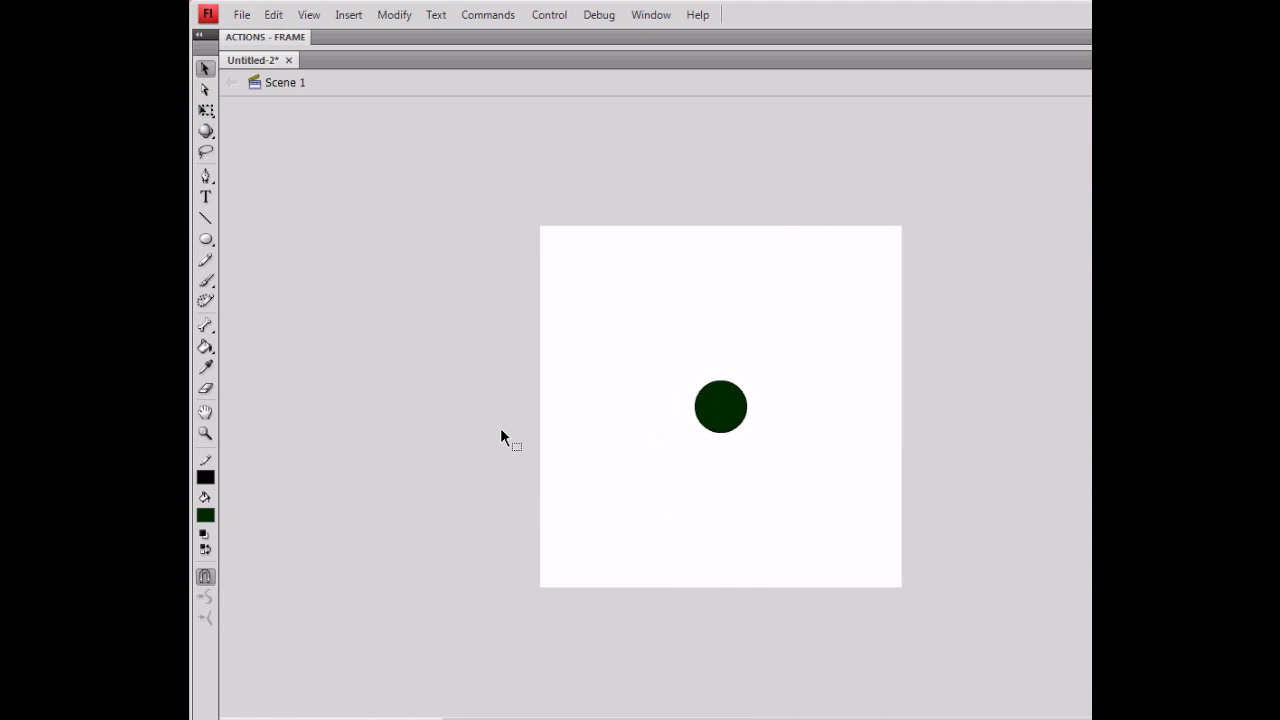 Fl File Edit View Insert Modify Text Commands Control Debug Window Help
ACTIONS - FRAME
Untitled-2*
Scene 1
T